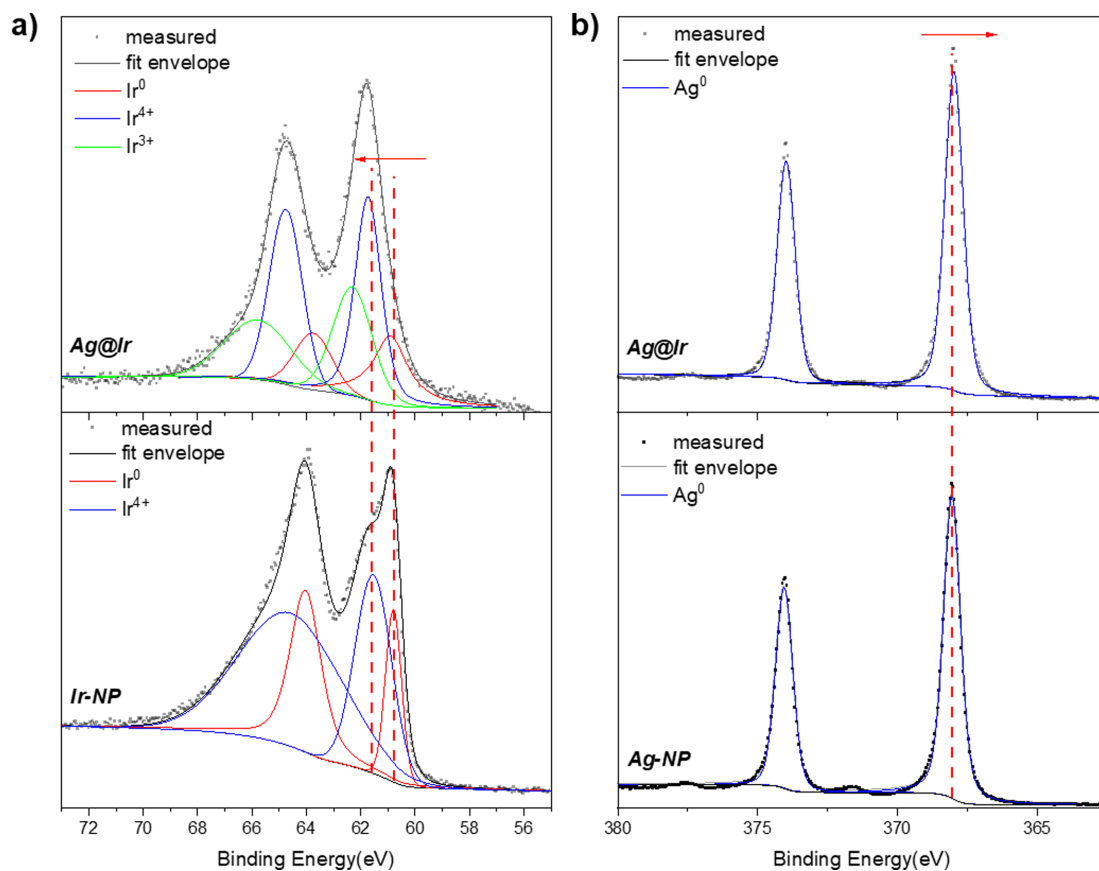 a)
measured
fit envelope
Ir⁰
Ir⁴⁺
Ir³⁺
Ag@Ir
measured
fit envelope
Ir⁰
Ir⁴⁺
Ir-NP
72 70 68 66 64 62 60 58 56
Binding Energy(eV)
b)
measured
fit envelope
Ag⁰
Ag@Ir
measured
fit envelope
Ag⁰
Ag-NP
380 375 370 365
Binding Energy(eV)